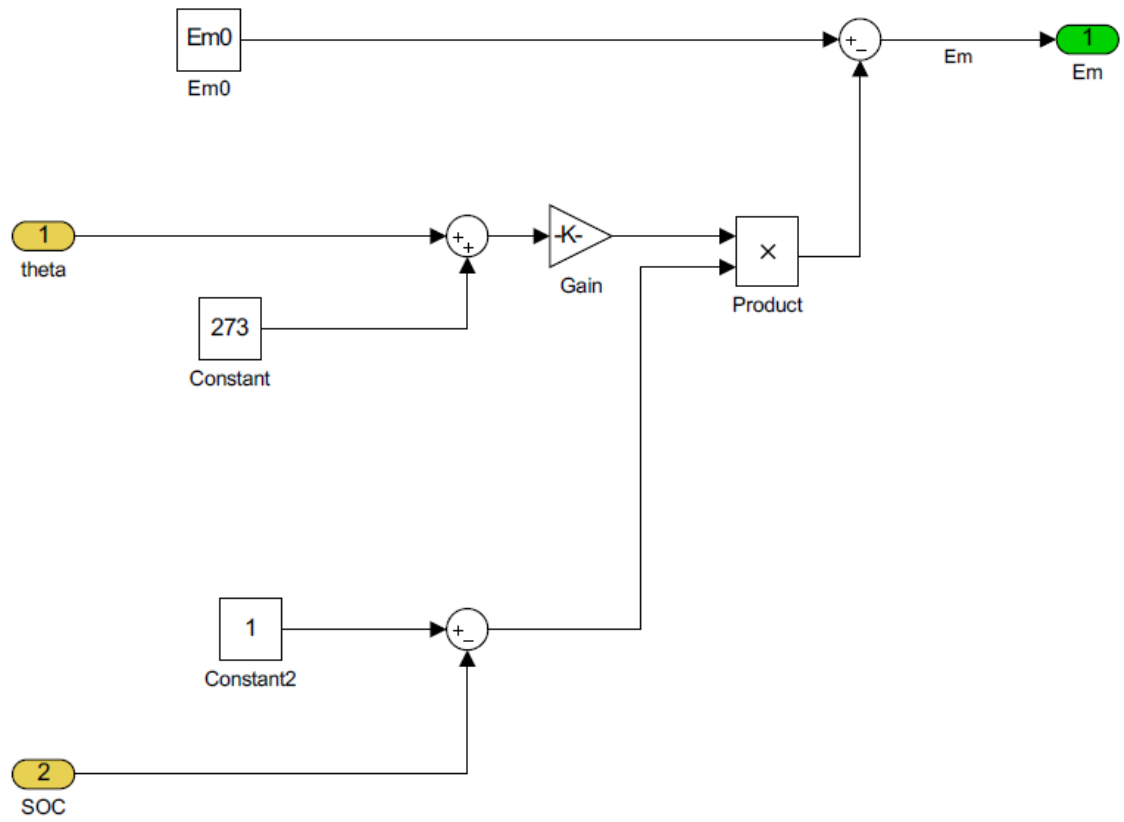 Em0
Em0
+
−
Em
1
Em
1
theta
+
+
-K-
Gain
×
Product
273
Constant
1
Constant2
+
−
2
SOC